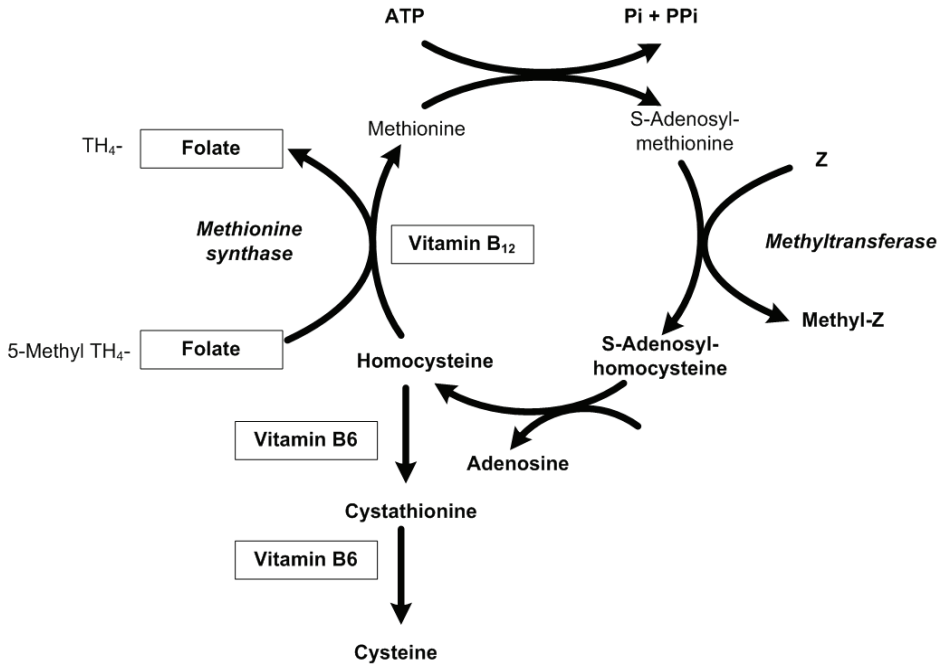 ATP
Pi + PPi
Methionine
S-Adenosyl-
methionine
TH₄-
Folate
Z
Methionine
synthase
Vitamin B₁₂
Methyltransferase
5-Methyl TH₄-
Folate
Methyl-Z
Homocysteine
S-Adenosyl-
homocysteine
Vitamin B6
Adenosine
Cystathionine
Vitamin B6
Cysteine